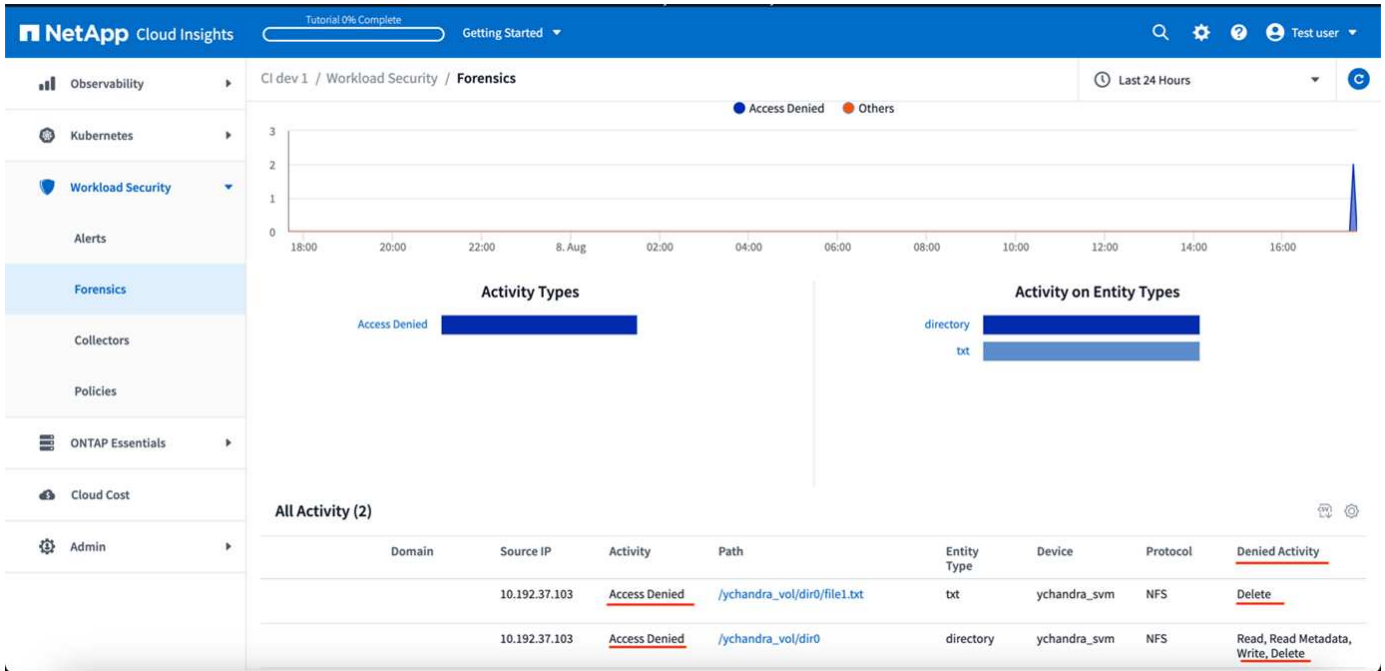 NetApp Cloud Insights
Tutorial 0% Complete
Getting Started
Test user
Observability
Kubernetes
Workload Security
Alerts
Forensics
Collectors
Policies
ONTAP Essentials
Cloud Cost
Admin
CI dev 1 / Workload Security / Forensics
Last 24 Hours
Access Denied Others
3
2
1
0
18:00 20:00 22:00 8. Aug 02:00 04:00 06:00 08:00 10:00 12:00 14:00 16:00
Activity Types
Access Denied
Activity on Entity Types
directory
txt
All Activity (2)
Domain Source IP Activity Path Entity Type Device Protocol Denied Activity
10.192.37.103 Access Denied /ychandra_vol/dir0/file1.txt txt ychandra_svm NFS Delete
10.192.37.103 Access Denied /ychandra_vol/dir0 directory ychandra_svm NFS Read, Read Metadata,
Write, Delete